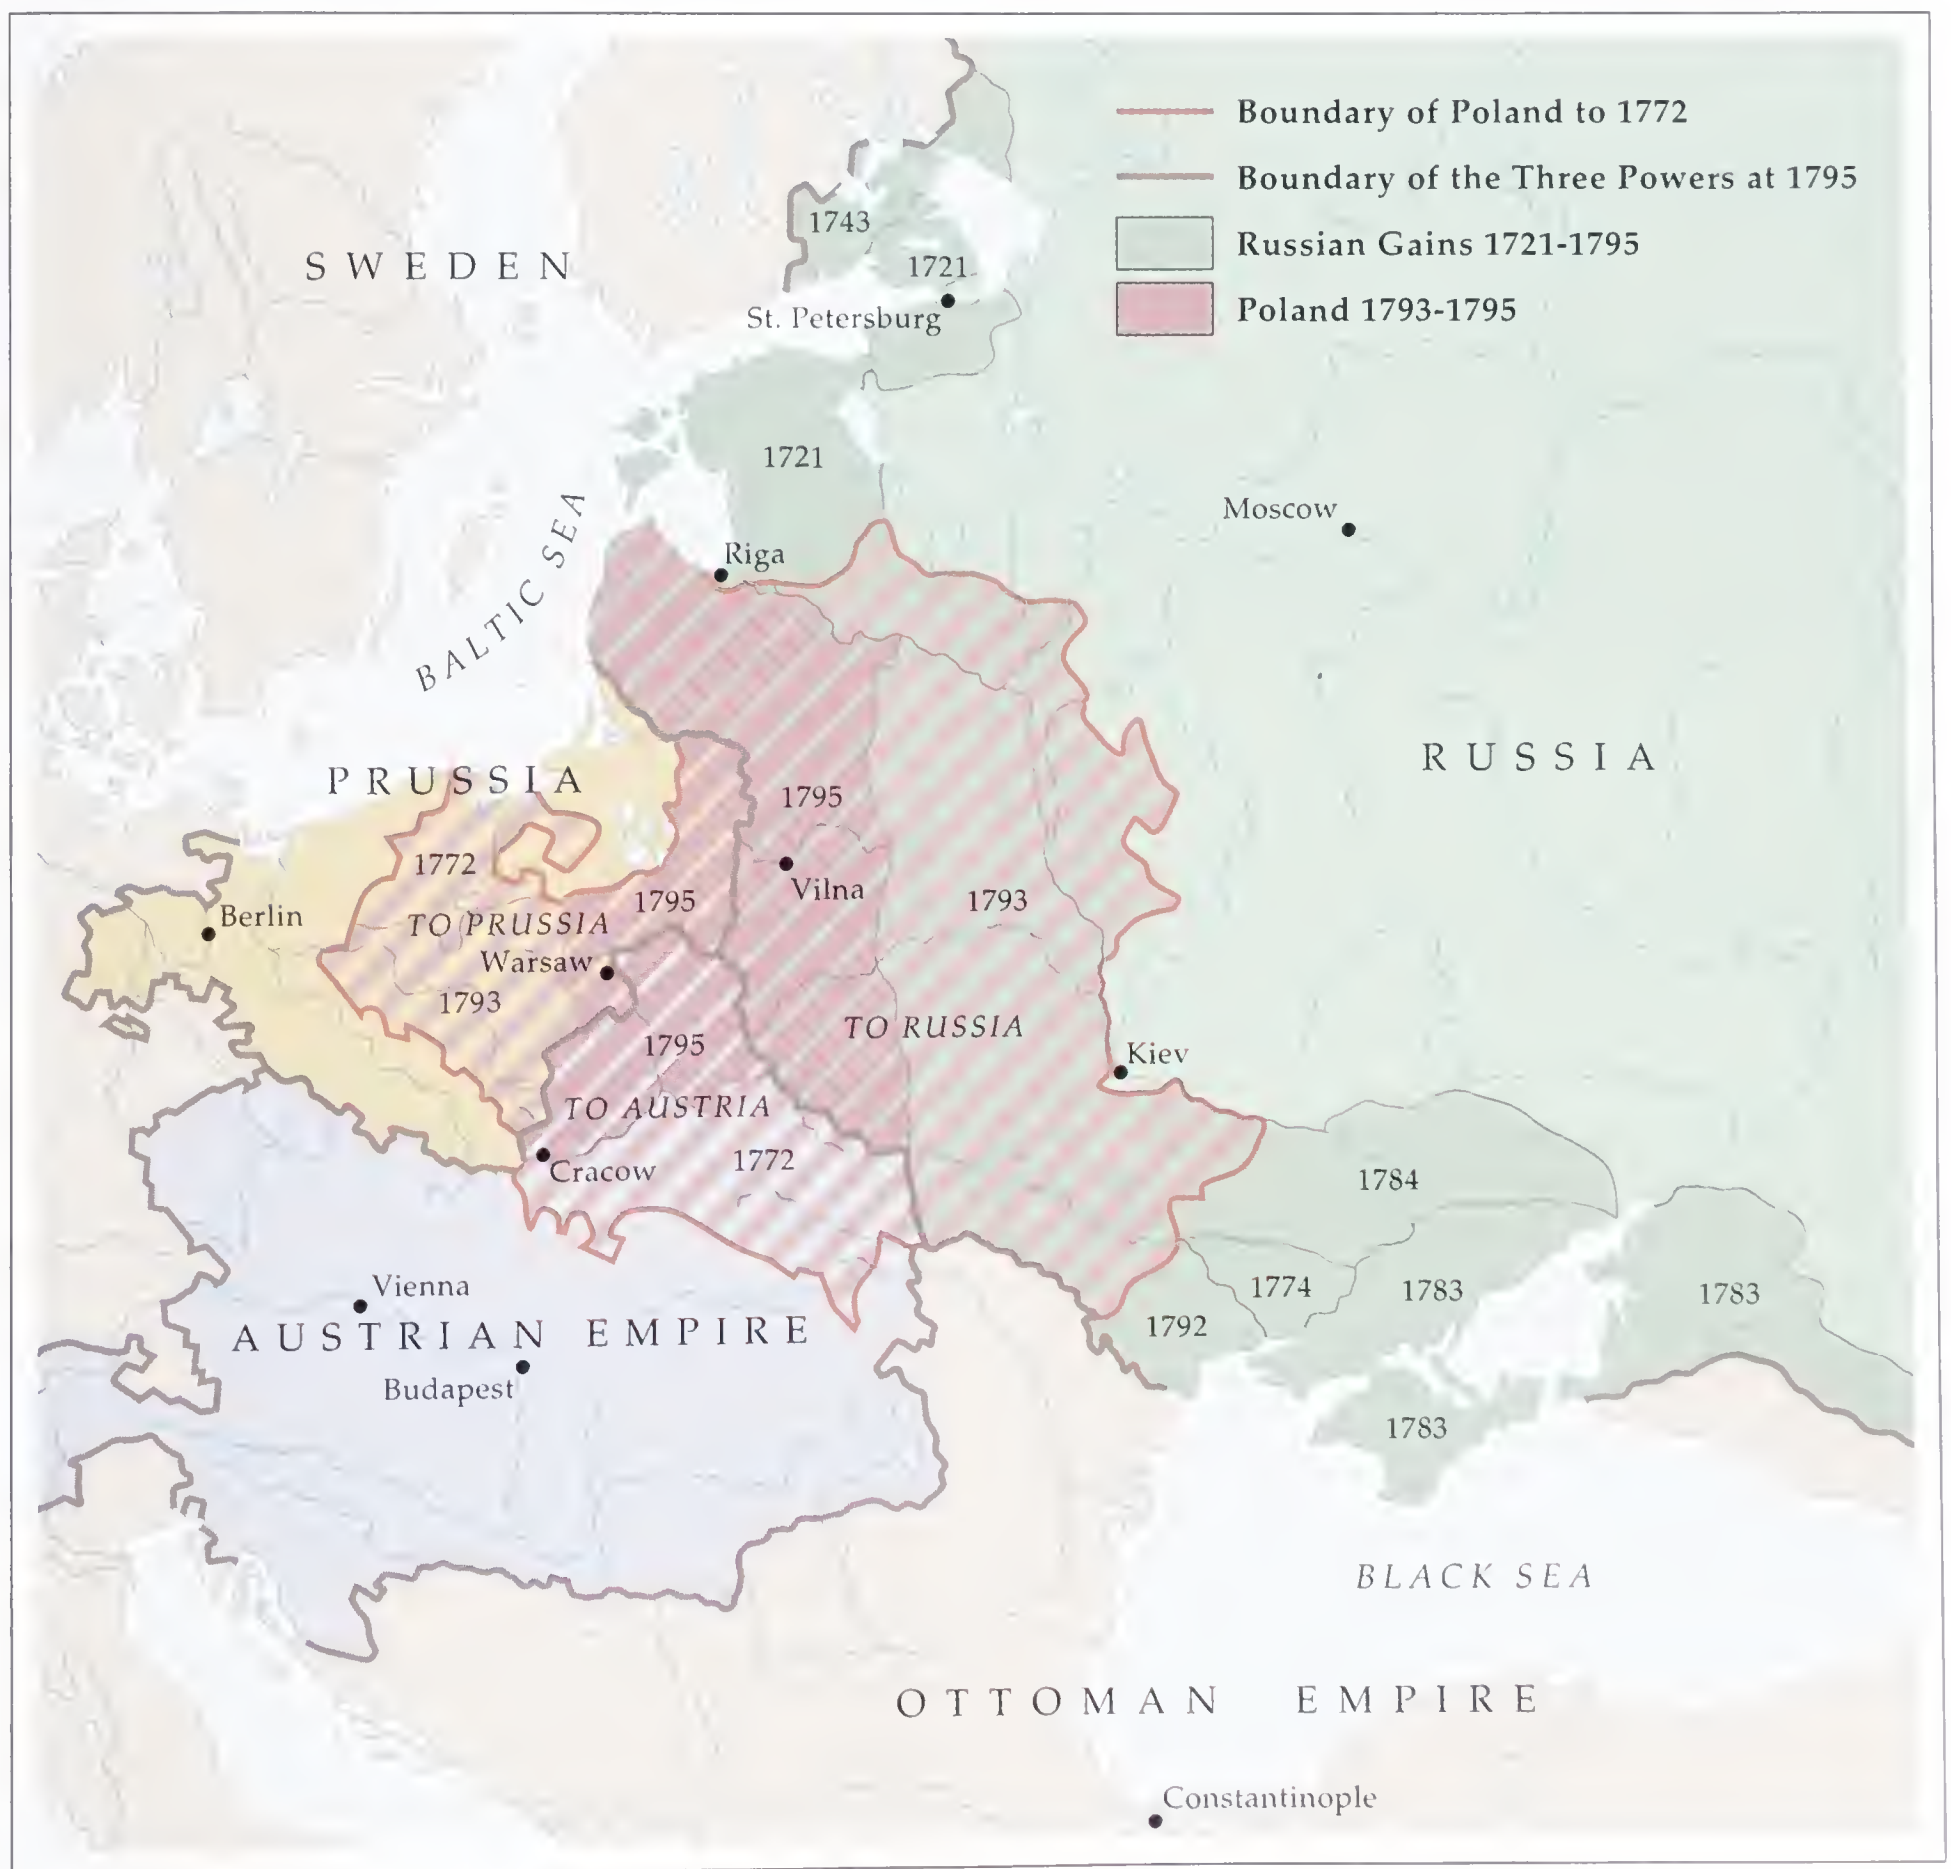 Boundary of Poland to 1772
Boundary of the Three Powers at 1795
Russian Gains 1721-1795
Poland 1793-1795
1743
SWEDEN
1721
St. Petersburg
1721
Moscow
BALTIC SEA
Riga
RUSSIA
PRUSSIA
1795
1772
Vilna
1795
1793
Berlin
TO PRUSSIA
Warsaw
1793
TO RUSSIA
1795
Kiev
TO AUSTRIA
1772
Cracow
1784
Vienna
1774
1783
1783
AUSTRIAN EMPIRE
1792
Budapest
1783
BLACK SEA
OTTOMAN EMPIRE
Constantinople